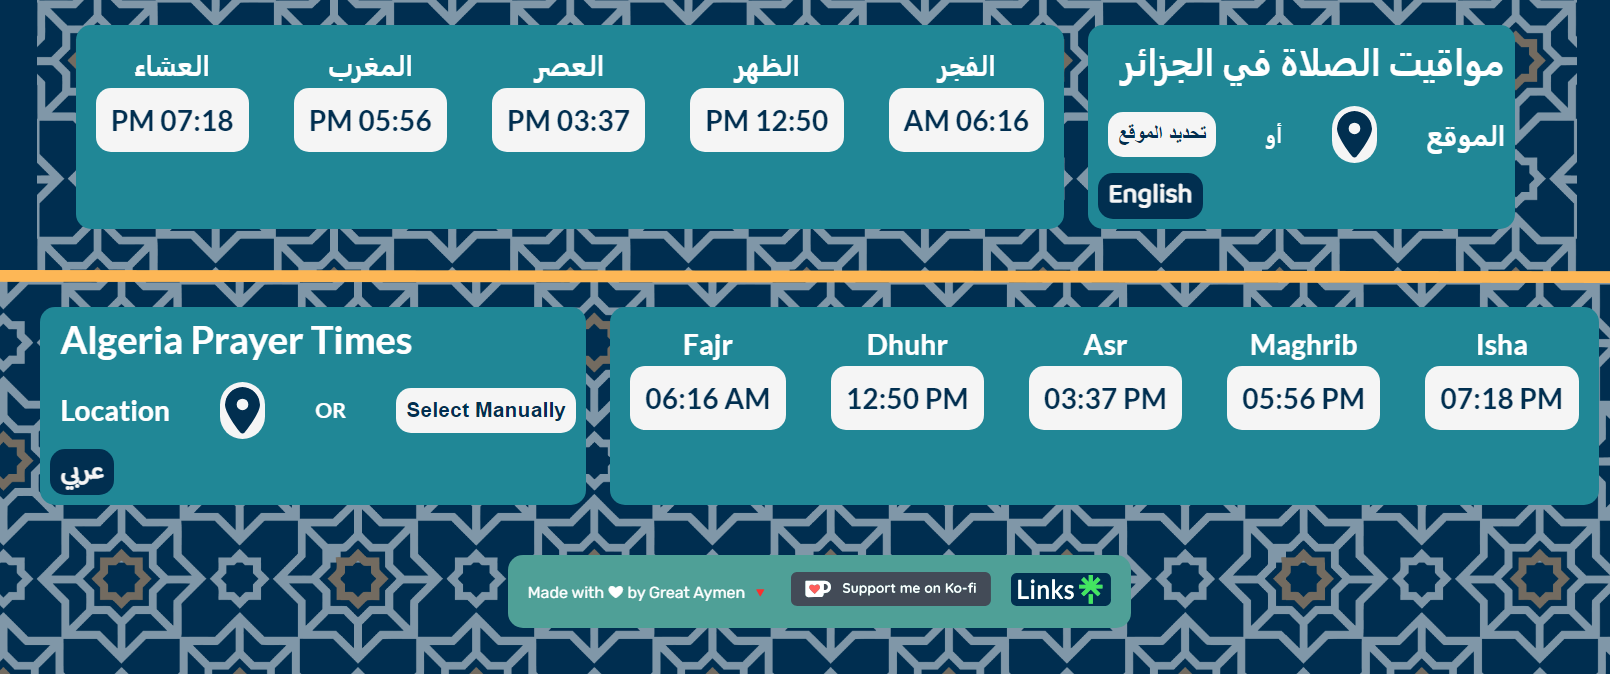 مواقيت الصلاة في الجزائر
الموقع أو تحديد الموقع
English
الفجر الظهر العصر المغرب العشاء
AM 06:16 PM 12:50 PM 03:37 PM 05:56 PM 07:18
Algeria Prayer Times
Location OR Select Manually
عربي
Fajr Dhuhr Asr Maghrib Isha
06:16 AM 12:50 PM 03:37 PM 05:56 PM 07:18 PM
Made with ❤ by Great Aymen Support me on Ko-fi Links